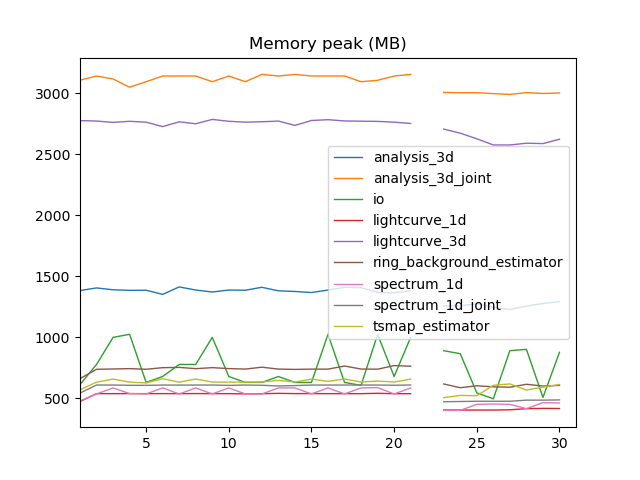 Memory peak (MB)
3000
2500
2000
1500
1000
500
5
10
15
20
25
30
analysis_3d
analysis_3d_joint
io
lightcurve_1d
lightcurve_3d
ring_background_estimator
spectrum_1d
spectrum_1d_joint
tsmap_estimator